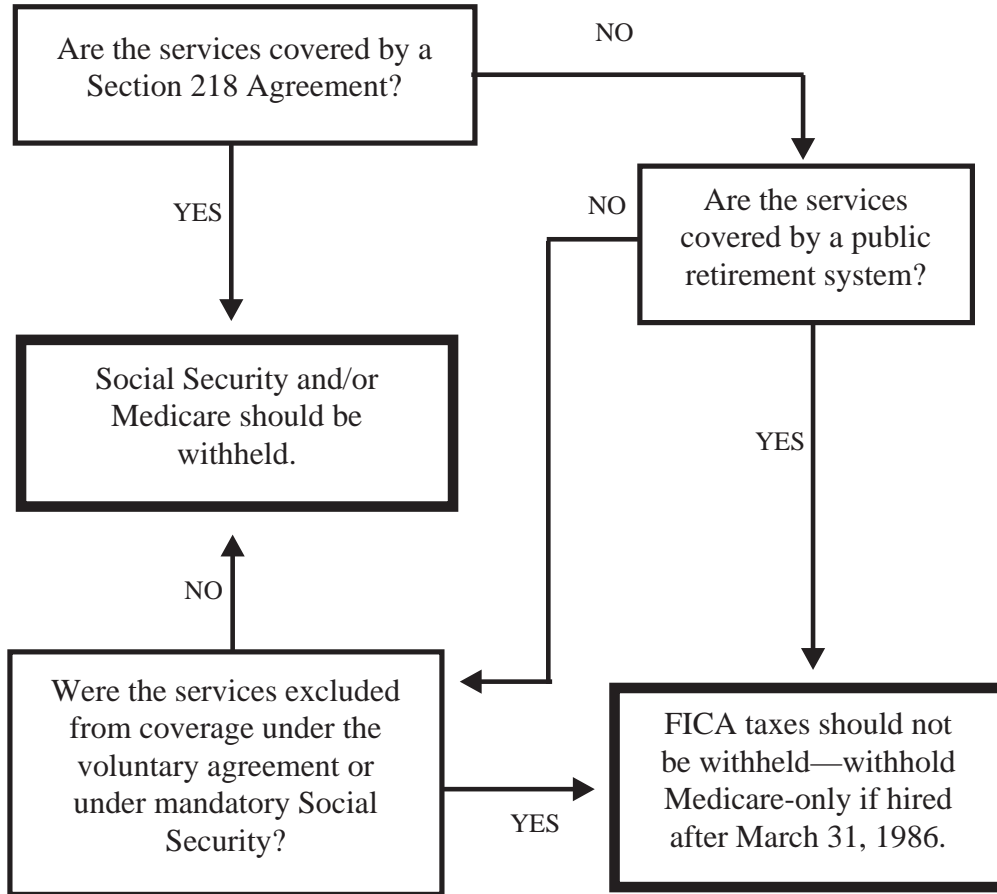 Are the services covered by a
Section 218 Agreement?
NO
YES
NO
Are the services
covered by a public
retirement system?
Social Security and/or
Medicare should be
withheld.
YES
NO
Were the services excluded
from coverage under the
voluntary agreement or
under mandatory Social
Security?
YES
FICA taxes should not
be withheld—withhold
Medicare-only if hired
after March 31, 1986.